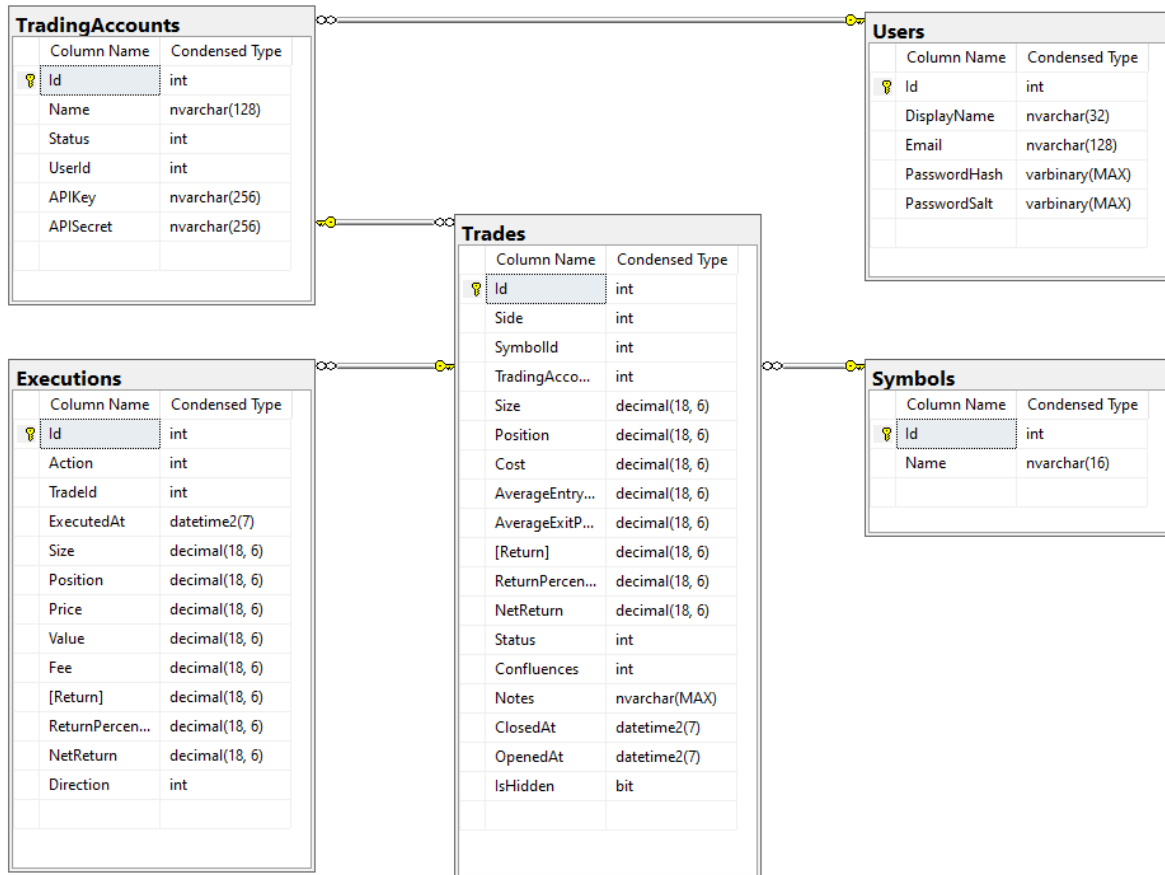 TradingAccounts
Column Name Condensed Type
Id int
Name nvarchar(128)
Status int
UserId int
APIKey nvarchar(256)
APISecret nvarchar(256)
Users
Column Name Condensed Type
Id int
DisplayName nvarchar(32)
Email nvarchar(128)
PasswordHash varbinary(MAX)
PasswordSalt varbinary(MAX)
Trades
Column Name Condensed Type
Id int
Side int
SymbolId int
TradingAcco... int
Size decimal(18, 6)
Position decimal(18, 6)
Cost decimal(18, 6)
AverageEntry... decimal(18, 6)
AverageExitP... decimal(18, 6)
[Return] decimal(18, 6)
ReturnPercen... decimal(18, 6)
NetReturn decimal(18, 6)
Status int
Confluences int
Notes nvarchar(MAX)
ClosedAt datetime2(7)
OpenedAt datetime2(7)
IsHidden bit
Executions
Column Name Condensed Type
Id int
Action int
TradeId int
ExecutedAt datetime2(7)
Size decimal(18, 6)
Position decimal(18, 6)
Price decimal(18, 6)
Value decimal(18, 6)
Fee decimal(18, 6)
[Return] decimal(18, 6)
ReturnPercen... decimal(18, 6)
NetReturn decimal(18, 6)
Direction int
Symbols
Column Name Condensed Type
Id int
Name nvarchar(16)